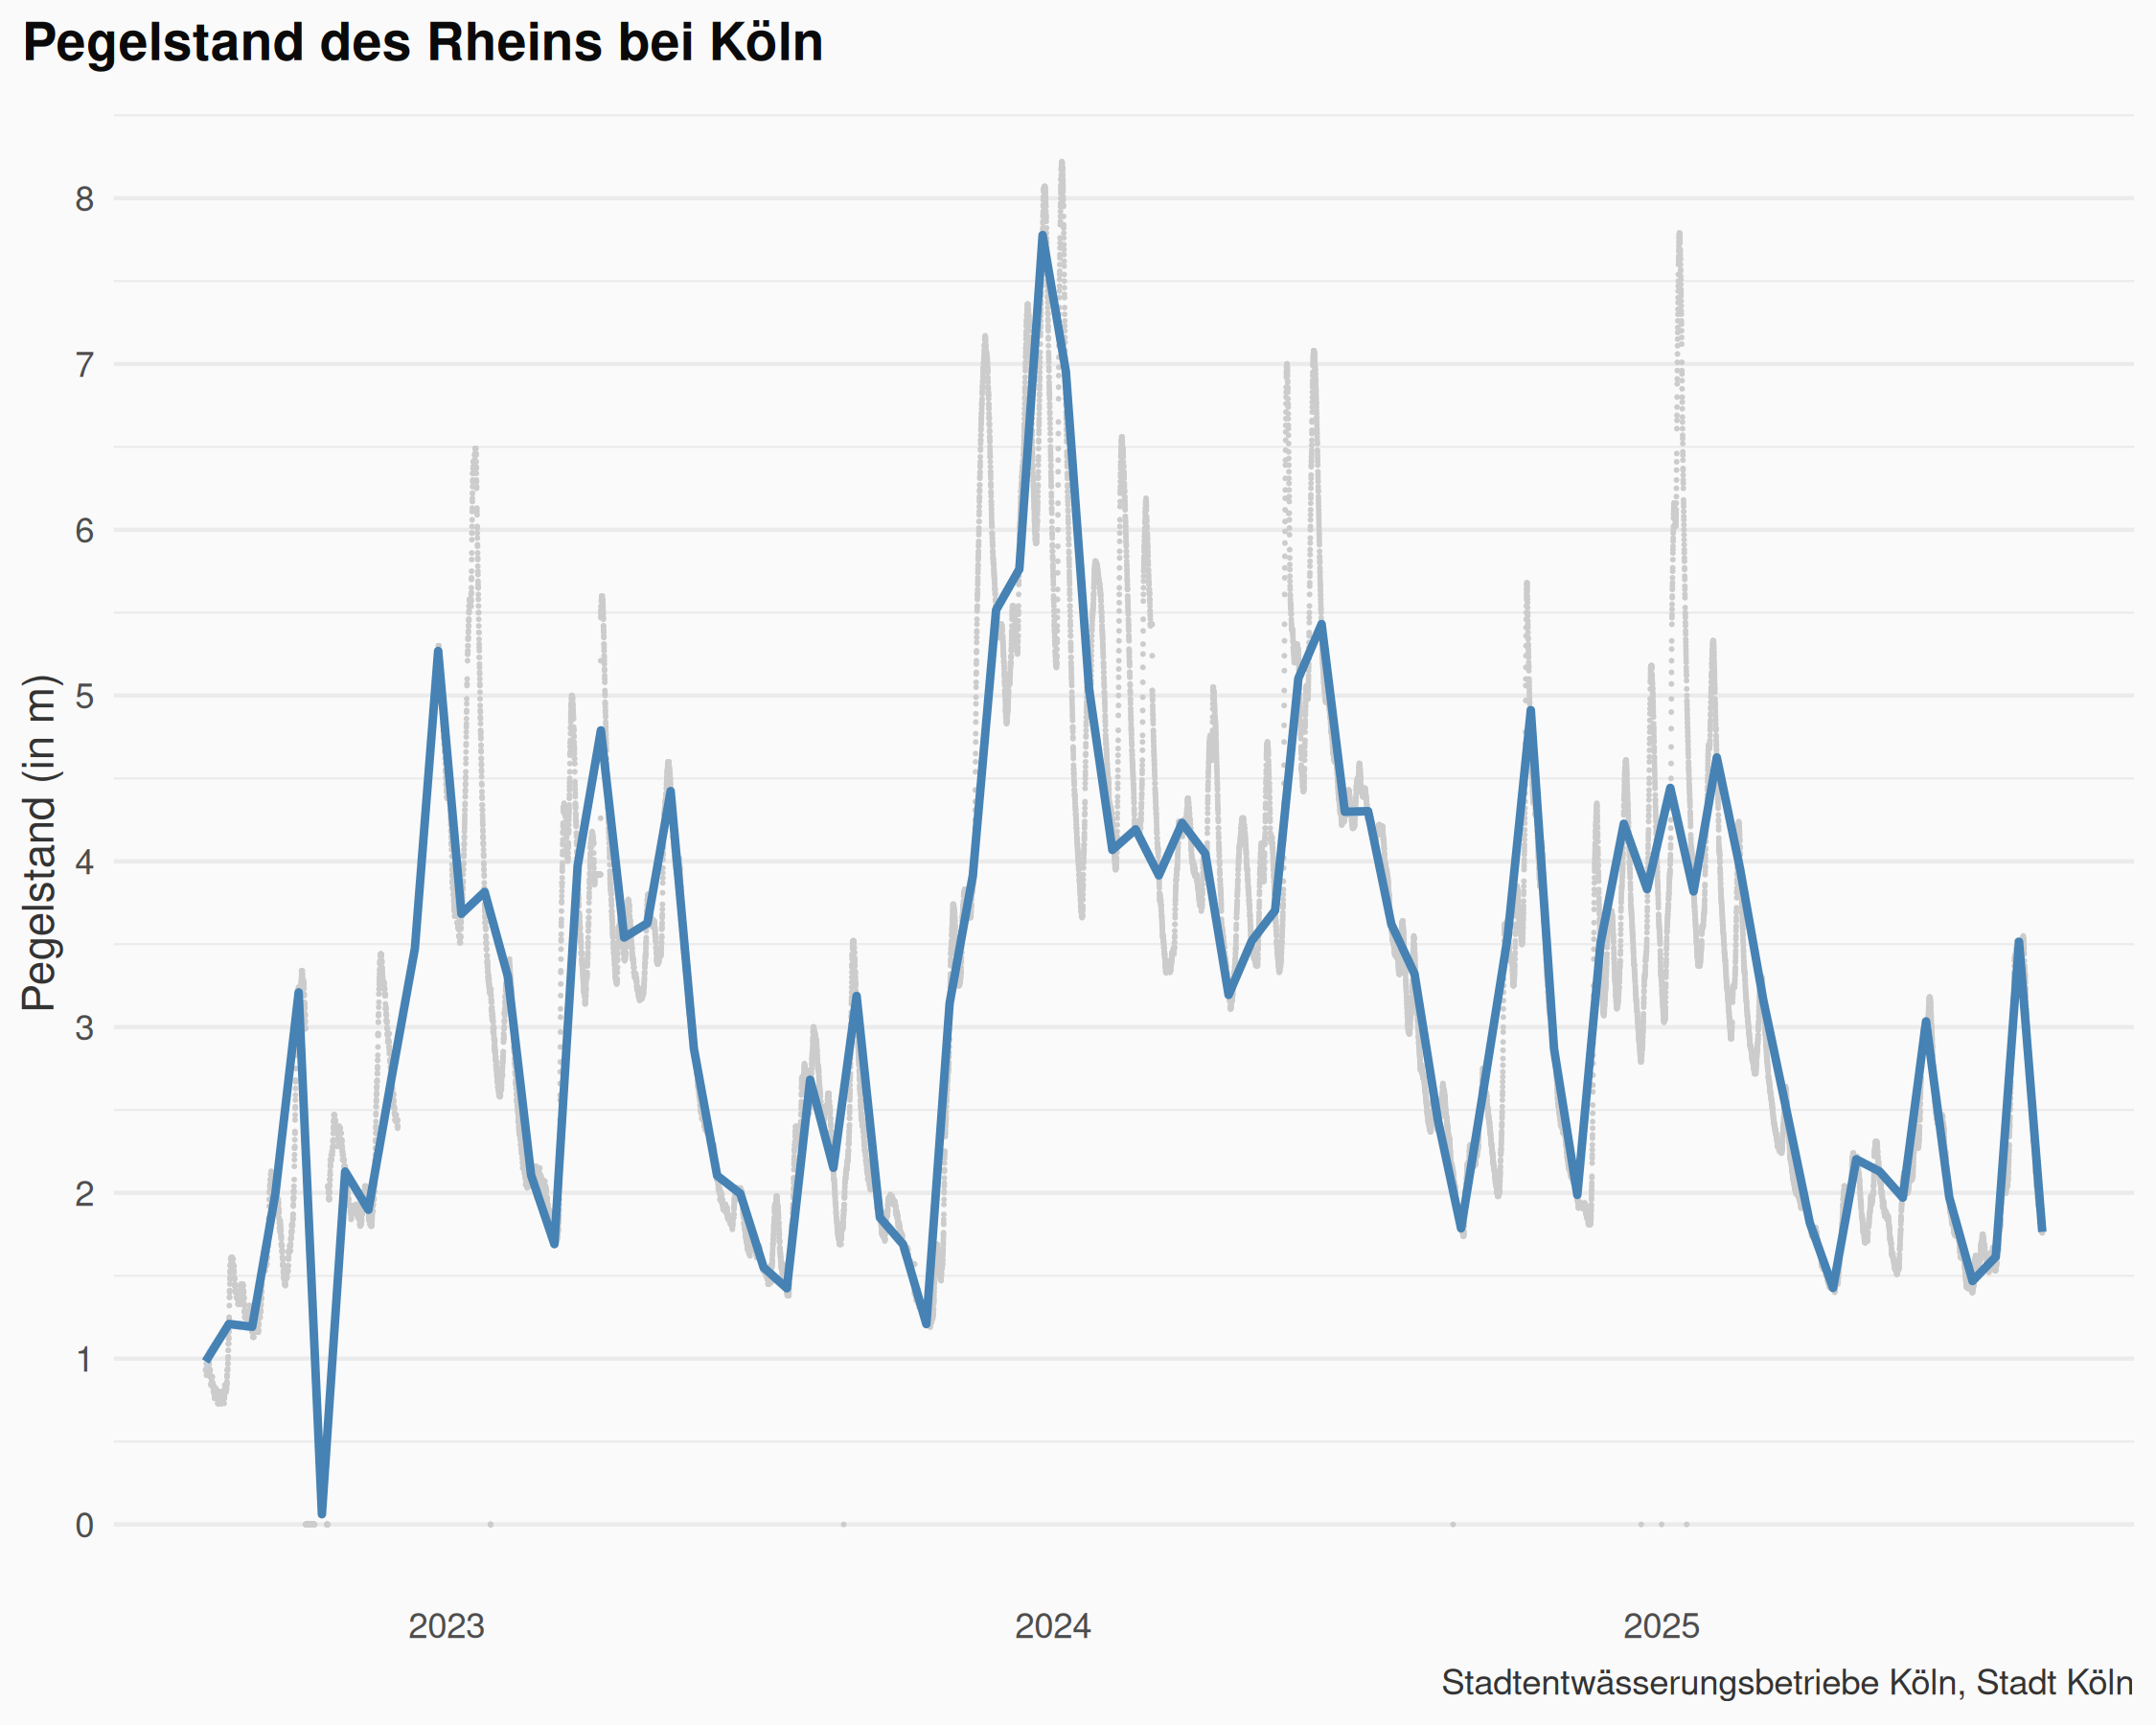 Pegelstand des Rheins bei Köln
Pegelstand (in m)
8
7
6
5
4
3
2
1
0
2023 2024 2025
Stadtentwässerungsbetriebe Köln, Stadt Köln